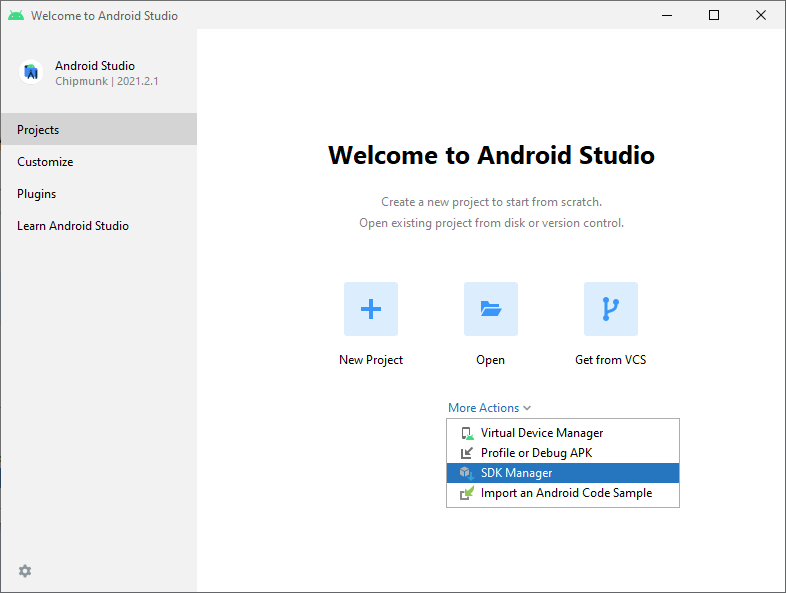 Welcome to Android Studio
Android Studio
Chipmunk | 2021.2.1
Projects
Customize
Plugins
Learn Android Studio
Welcome to Android Studio
Create a new project to start from scratch.
Open existing project from disk or version control.
New Project
Open
Get from VCS
More Actions
Virtual Device Manager
Profile or Debug APK
SDK Manager
Import an Android Code Sample